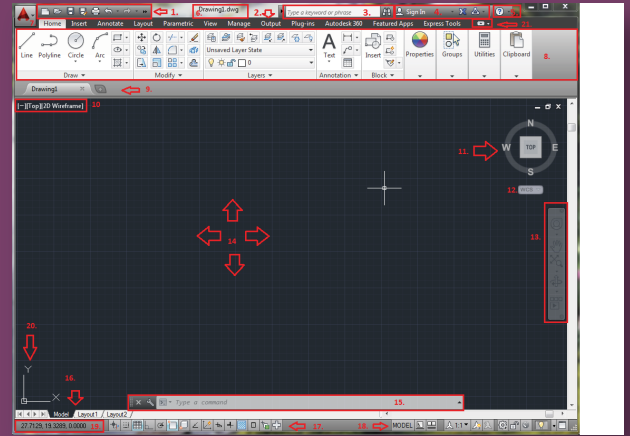 Drawing1.dwg
1. 6. 2. Type a keyword or phrase 3. Sign In 4.
Home Insert Annotate Layout Parametric View Manage Output Plug-ins Autodesk 360 Featured Apps Express Tools 21.
Line Polyline Circle Arc Unsaved Layer State 0 Text Insert Properties Groups Utilities Clipboard 8.
Draw Modify Layers Annotation Block
Drawing1 9.
[−][Top][2D Wireframe] 10
N
11. W TOP E
S
12. WCS
13.
14
20.
Y
X
16.
Type a command 15.
Model Layout1 Layout2
27.7129, 19.3289, 0.0000 17. 18. MODEL 1:1